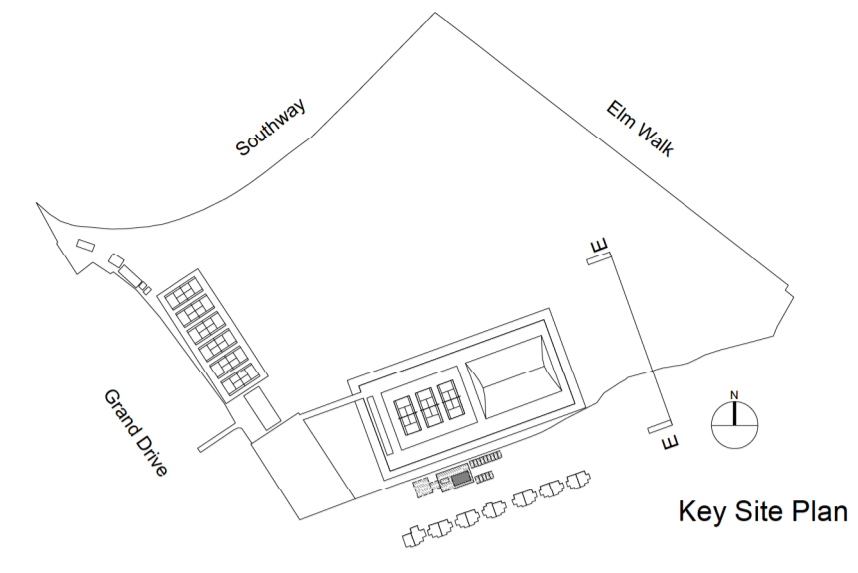 Southway
Elm Walk
E
Grand Drive
N
E
Key Site Plan